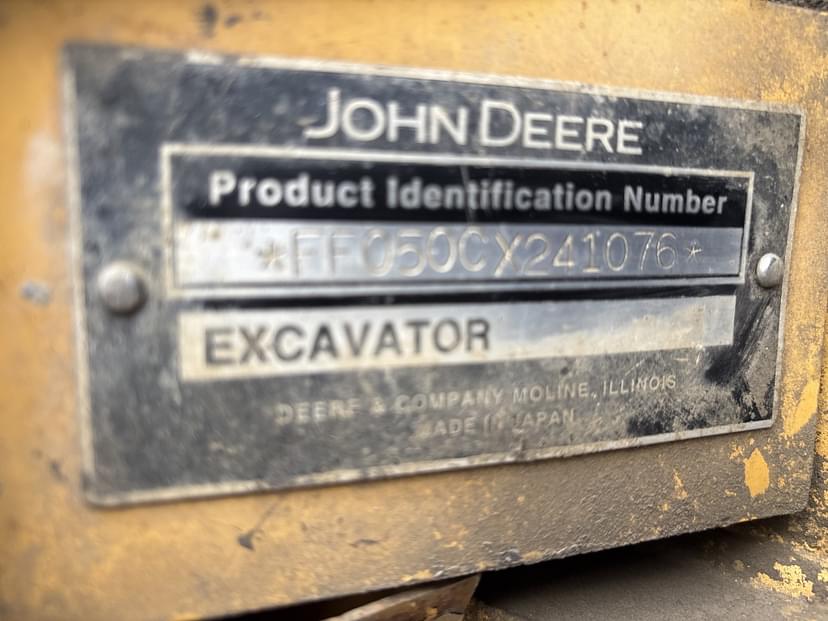 JOHN DEERE
Product Identification Number
*FF050CX241076*
EXCAVATOR
DEERE & COMPANY MOLINE, ILLINOIS
MADE IN JAPAN